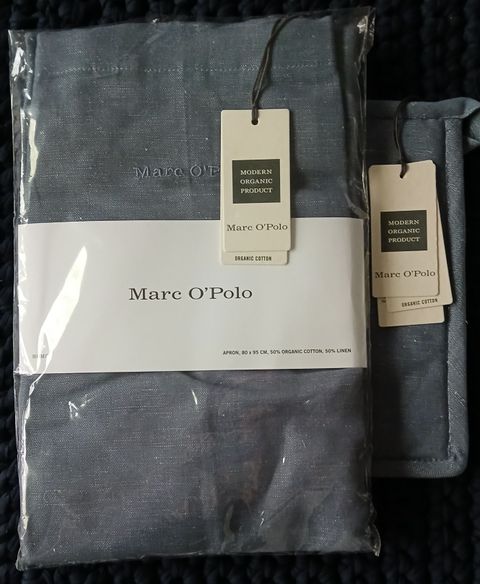 Marc O'P
MODERN
ORGANIC
PRODUCT
Marc O'Polo
ORGANIC COTTON
Marc O'Polo
APRON, 80 x 95 CM, 50% ORGANIC COTTON, 50% LINEN
MODERN
ORGANIC
PRODUCT
Marc O'Polo
ORGANIC COTTON